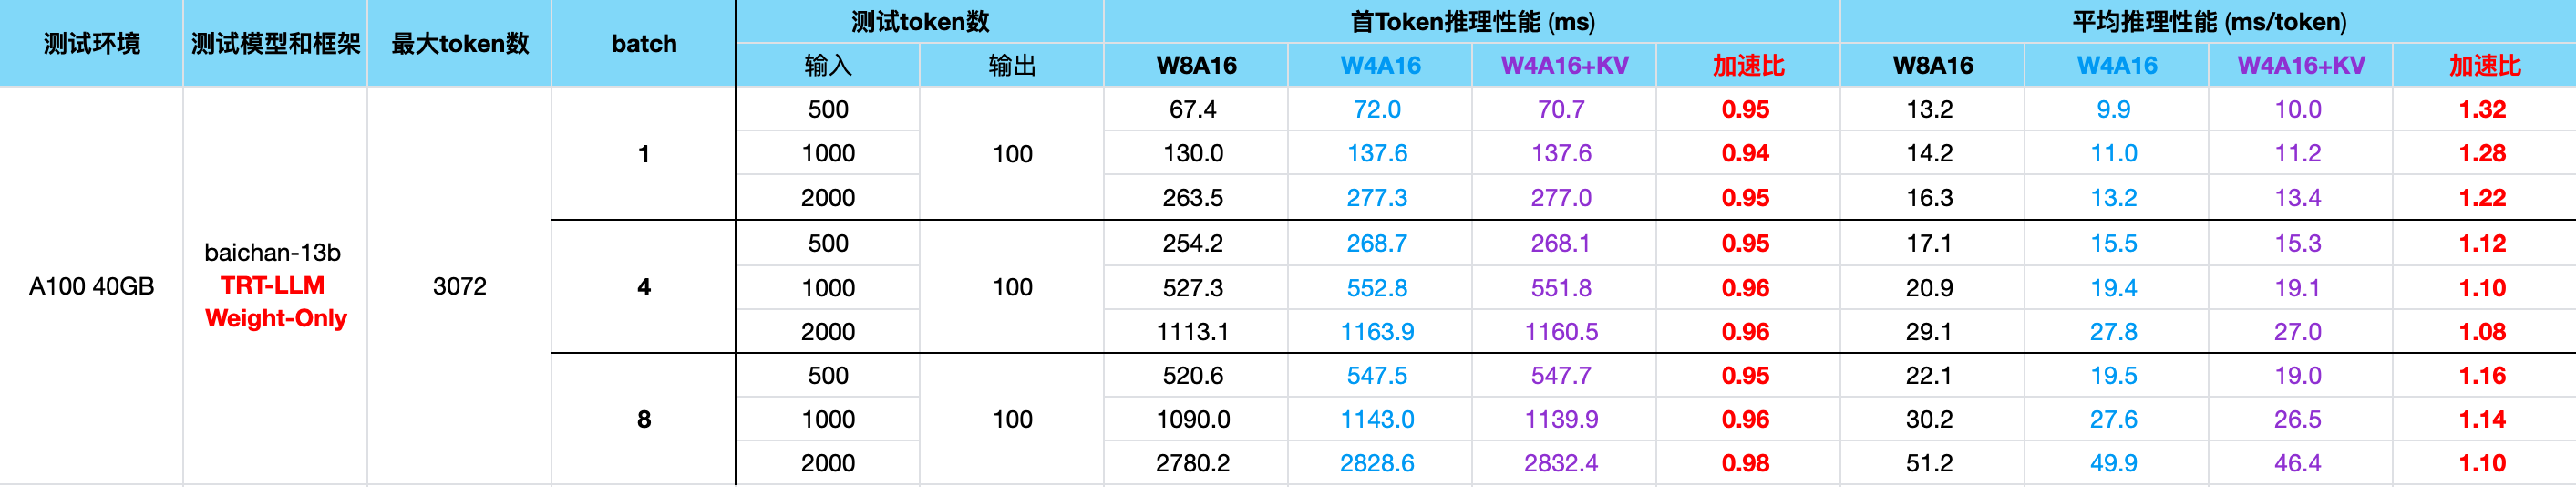 测试环境 测试模型和框架 最大token数 batch 测试token数 首Token推理性能 (ms) 平均推理性能 (ms/token)
输入 输出 W8A16 W4A16 W4A16+KV 加速比 W8A16 W4A16 W4A16+KV 加速比
A100 40GB
baichan-13b
TRT-LLM
Weight-Only
3072
1
100
500 67.4 72.0 70.7 0.95 13.2 9.9 10.0 1.32
1000 130.0 137.6 137.6 0.94 14.2 11.0 11.2 1.28
2000 263.5 277.3 277.0 0.95 16.3 13.2 13.4 1.22
4
100
500 254.2 268.7 268.1 0.95 17.1 15.5 15.3 1.12
1000 527.3 552.8 551.8 0.96 20.9 19.4 19.1 1.10
2000 1113.1 1163.9 1160.5 0.96 29.1 27.8 27.0 1.08
8
100
500 520.6 547.5 547.7 0.95 22.1 19.5 19.0 1.16
1000 1090.0 1143.0 1139.9 0.96 30.2 27.6 26.5 1.14
2000 2780.2 2828.6 2832.4 0.98 51.2 49.9 46.4 1.10